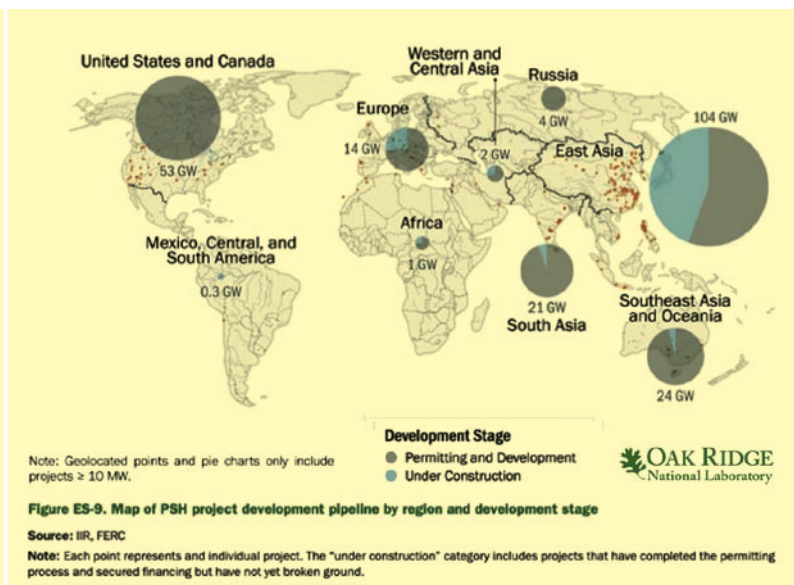 United States and Canada
53 GW
Western and
Central Asia
2 GW
Russia
4 GW
Europe
14 GW
East Asia
104 GW
Mexico, Central, and
South America
0.3 GW
Africa
1 GW
21 GW
South Asia
Southeast Asia
and Oceania
24 GW
Note: Geolocated points and pie charts only include
projects ≥ 10 MW.
Development Stage
Permitting and Development
Under Construction
OAK RIDGE
National Laboratory
Figure ES-9. Map of PSH project development pipeline by region and development stage
Source: IIR, FERC
Note: Each point represents and individual project. The "under construction" category includes projects that have completed the permitting
process and secured financing but have not yet broken ground.